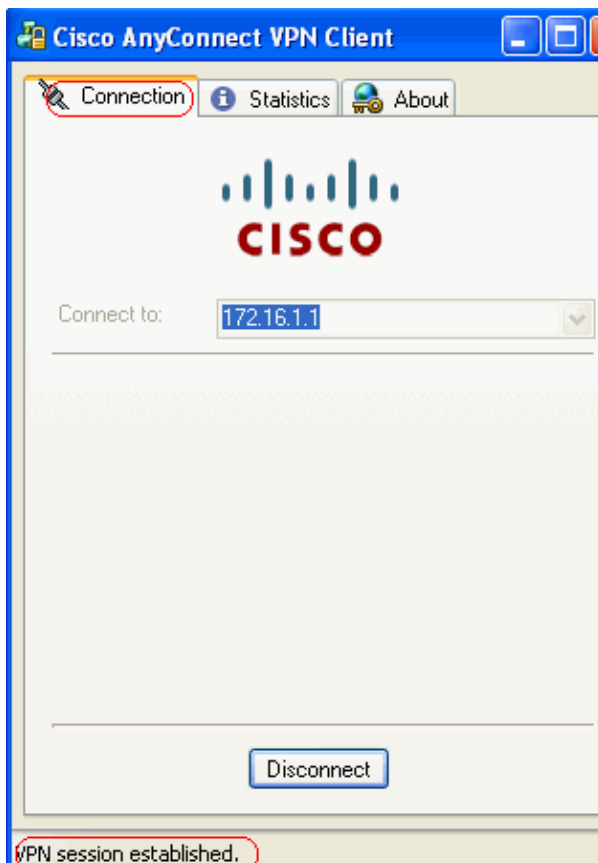 Cisco AnyConnect VPN Client
Connection Statistics About
CISCO
Connect to: 172.16.1.1
Disconnect
VPN session established.